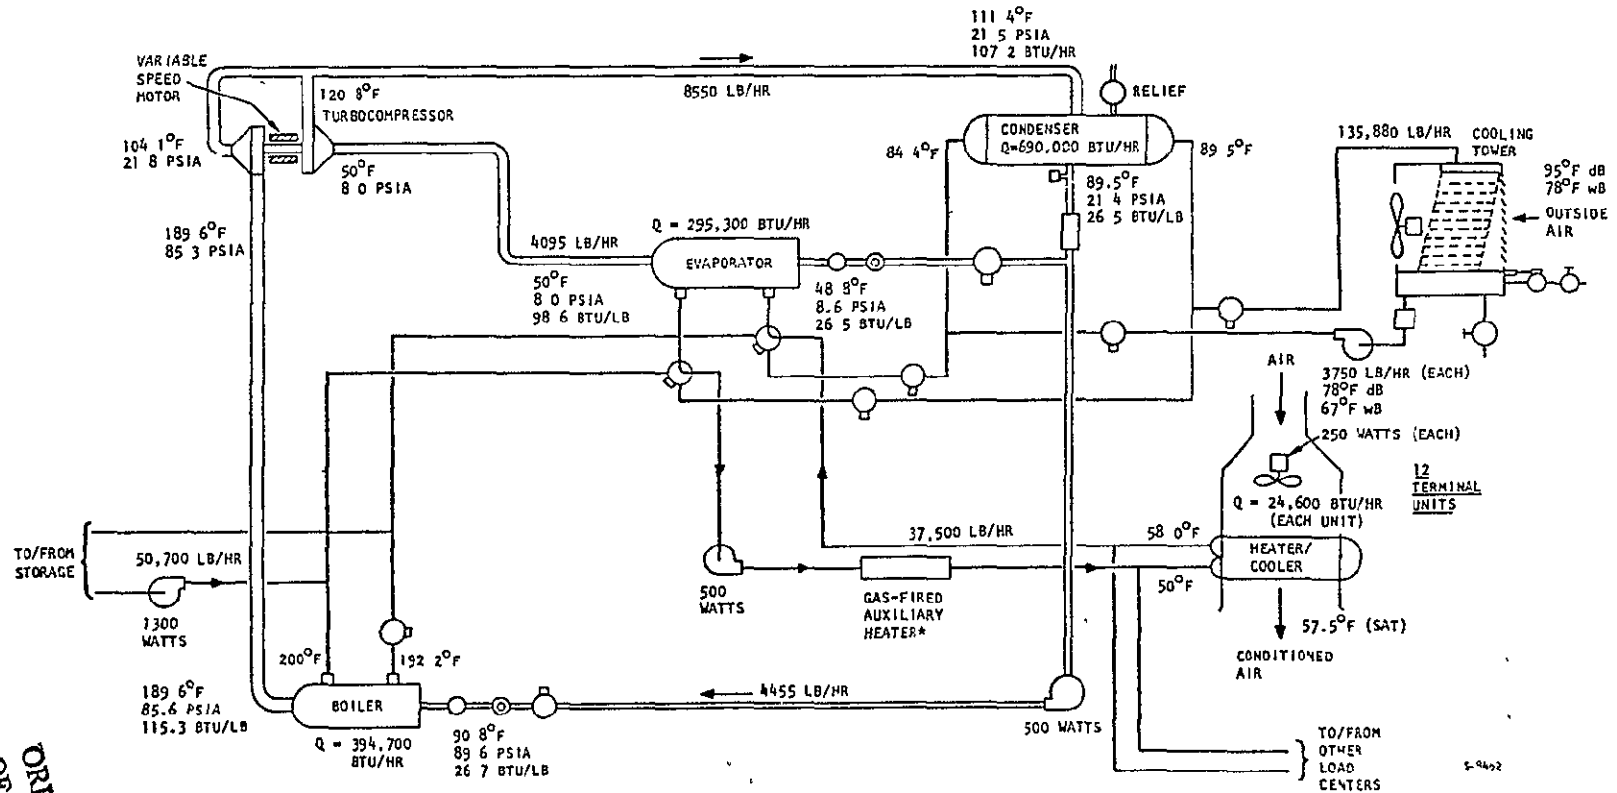 111 4°F
21 5 PSIA
107 2 BTU/HR
VARIABLE
SPEED
MOTOR
120 8°F
TURBOCOMPRESSOR
8550 LB/HR
RELIEF
104 1°F
21 8 PSIA
50°F
8 0 PSIA
CONDENSER
Q=690,000 BTU/HR
84 4°F
89 5°F
135,880 LB/HR
COOLING
TOWER
95°F dB
78°F wB
OUTSIDE
AIR
89.5°F
21 4 PSIA
26 5 BTU/LB
189 6°F
85 3 PSIA
Q = 295,300 BTU/HR
4095 LB/HR
EVAPORATOR
50°F
8 0 PSIA
98 6 BTU/LB
48 8°F
8.6 PSIA
26 5 BTU/LB
AIR
3750 LB/HR (EACH)
78°F dB
67°F wB
250 WATTS (EACH)
12
TERMINAL
UNITS
Q = 24,600 BTU/HR
(EACH UNIT)
TO/FROM
STORAGE
50,700 LB/HR
1300
WATTS
37,500 LB/HR
58 0°F
HEATER/
COOLER
50°F
500
WATTS
GAS-FIRED
AUXILIARY
HEATER*
57.5°F (SAT)
CONDITIONED
AIR
200°F
192 2°F
189 6°F
85.6 PSIA
115.3 BTU/LB
BOILER
Q = 394,700
BTU/HR
90 8°F
89 6 PSIA
26 7 BTU/LB
4455 LB/HR
500 WATTS
TO/FROM
OTHER
LOAD
CENTERS
S-9452